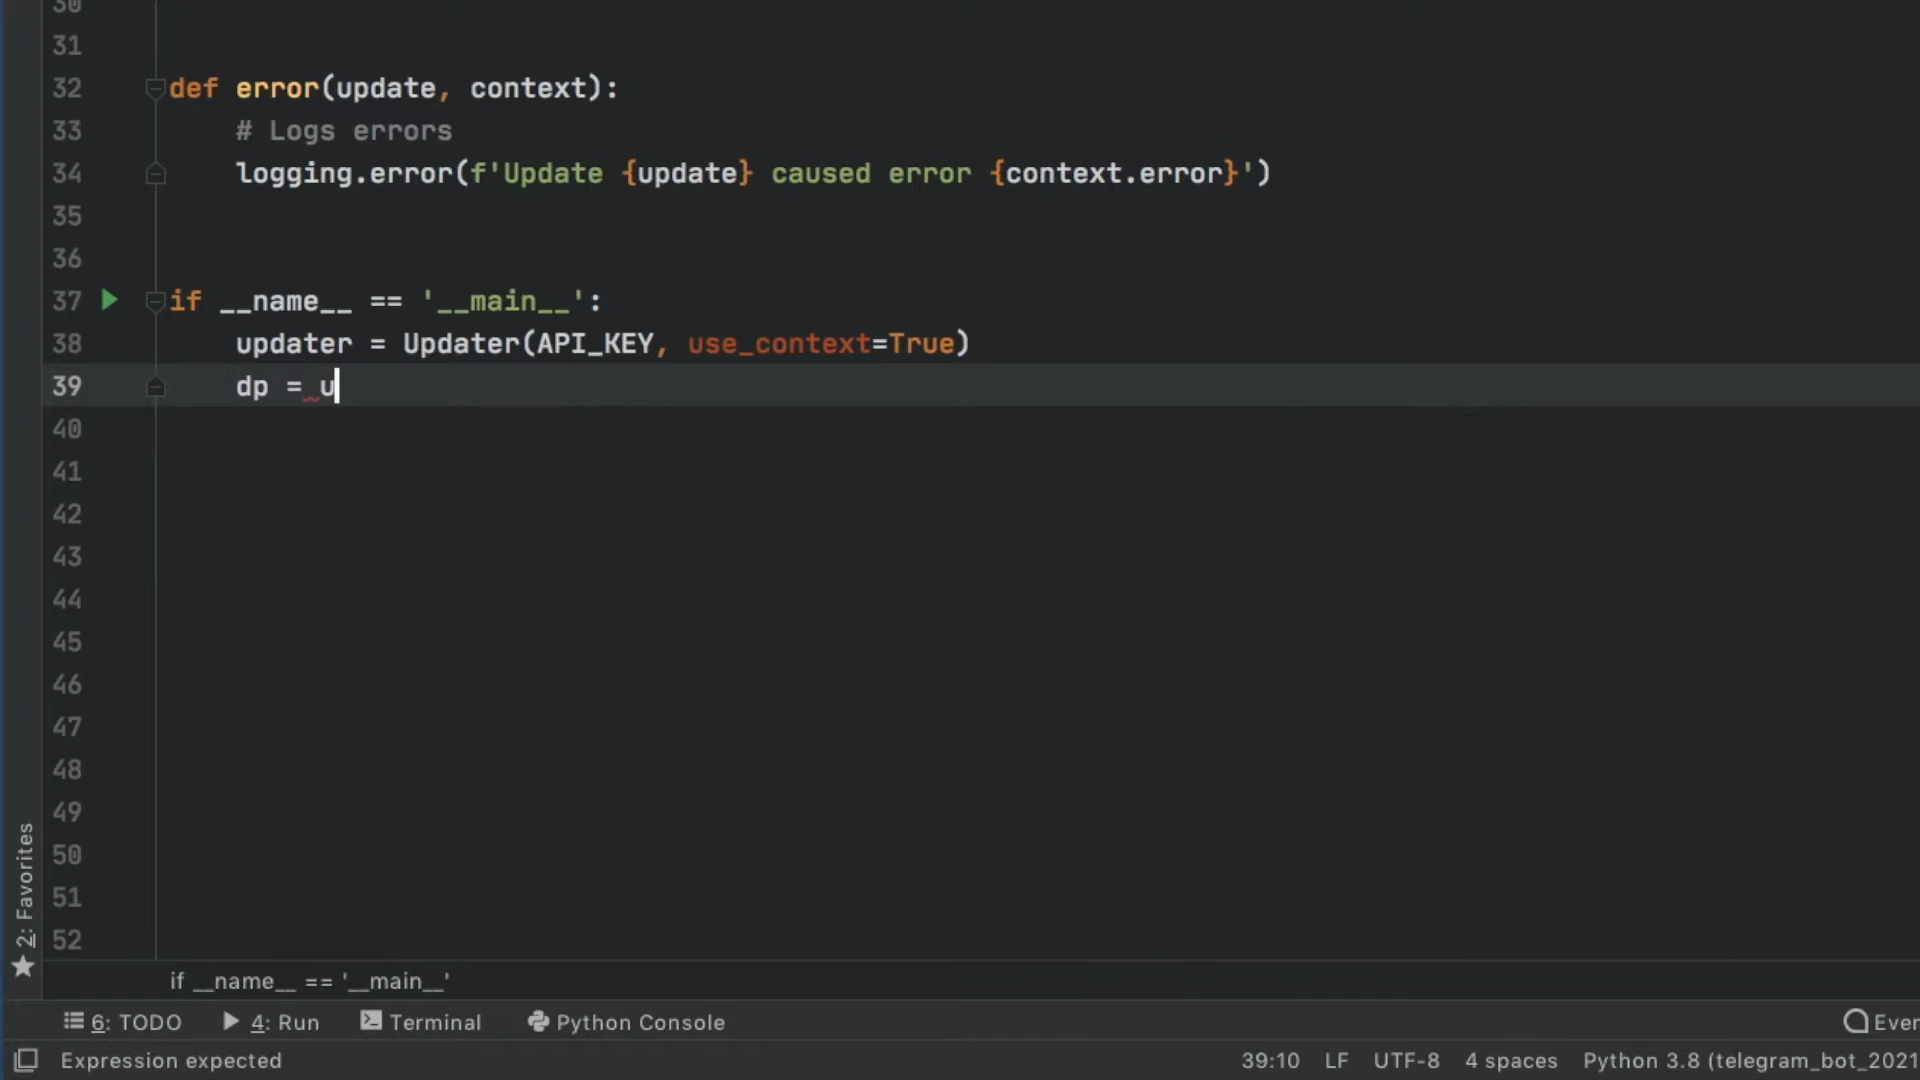 30
31
32 def error(update, context):
33     # Logs errors
34     logging.error(f'Update {update} caused error {context.error}')
35
36
37 if __name__ == '__main__':
38     updater = Updater(API_KEY, use_context=True)
39     dp = u
40
41
42
43
44
45
46
47
48
49
50
51
52
2: Favorites
if __name__ == '__main__'
6: TODO 4: Run Terminal Python Console Even
Expression expected 39:10 LF UTF-8 4 spaces Python 3.8 (telegram_bot_2021